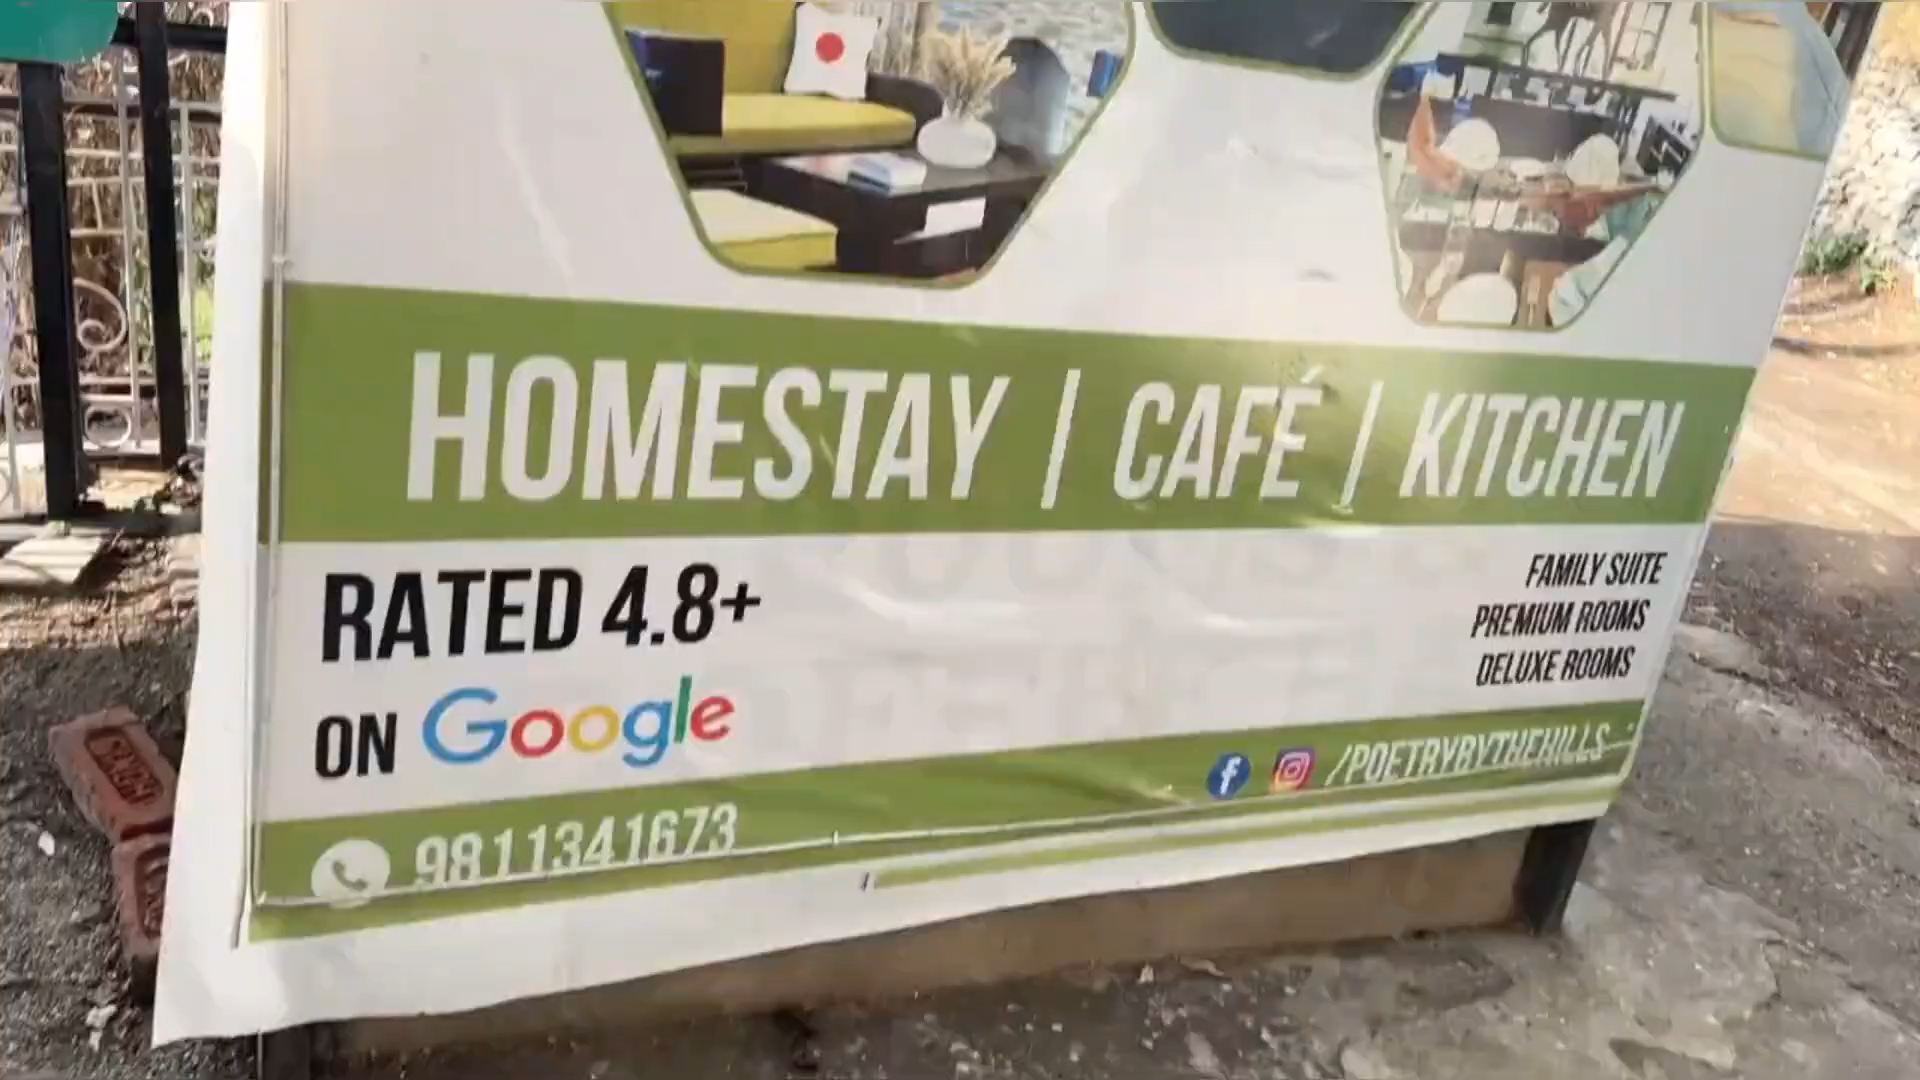 HOMESTAY | CAFÉ | KITCHEN
RATED 4.8+
ON Google
FAMILY SUITE
PREMIUM ROOMS
DELUXE ROOMS
9811341673
/POETRYBYTHEHILLS